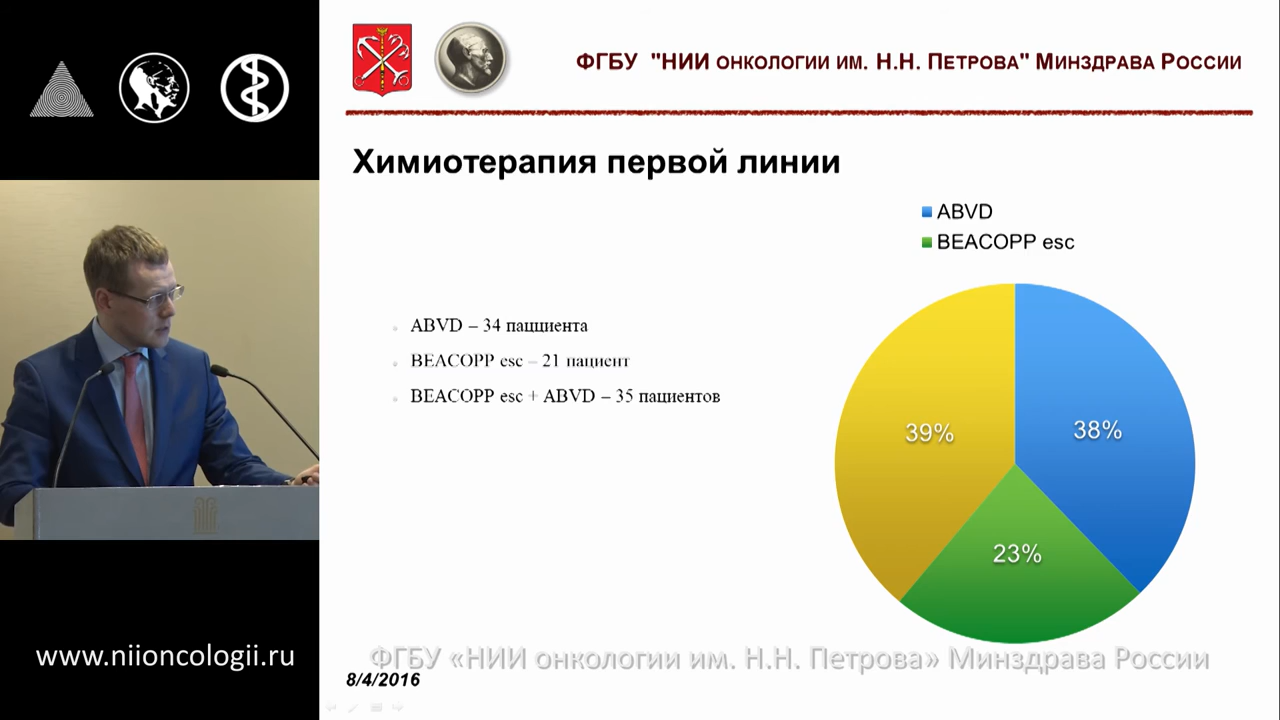 ФГБУ "НИИ ОНКОЛОГИИ ИМ. Н.Н. ПЕТРОВА" МИНЗДРАВА РОССИИ
Химиотерапия первой линии
ABVD
BEACOPP esc
ABVD – 34 пацциента
BEACOPP esc – 21 пациент
BEACOPP esc + ABVD – 35 пациентов
39%
38%
23%
www.niioncologii.ru
ФГБУ «НИИ онкологии им. Н.Н. Петрова» Минздрава России
8/4/2016